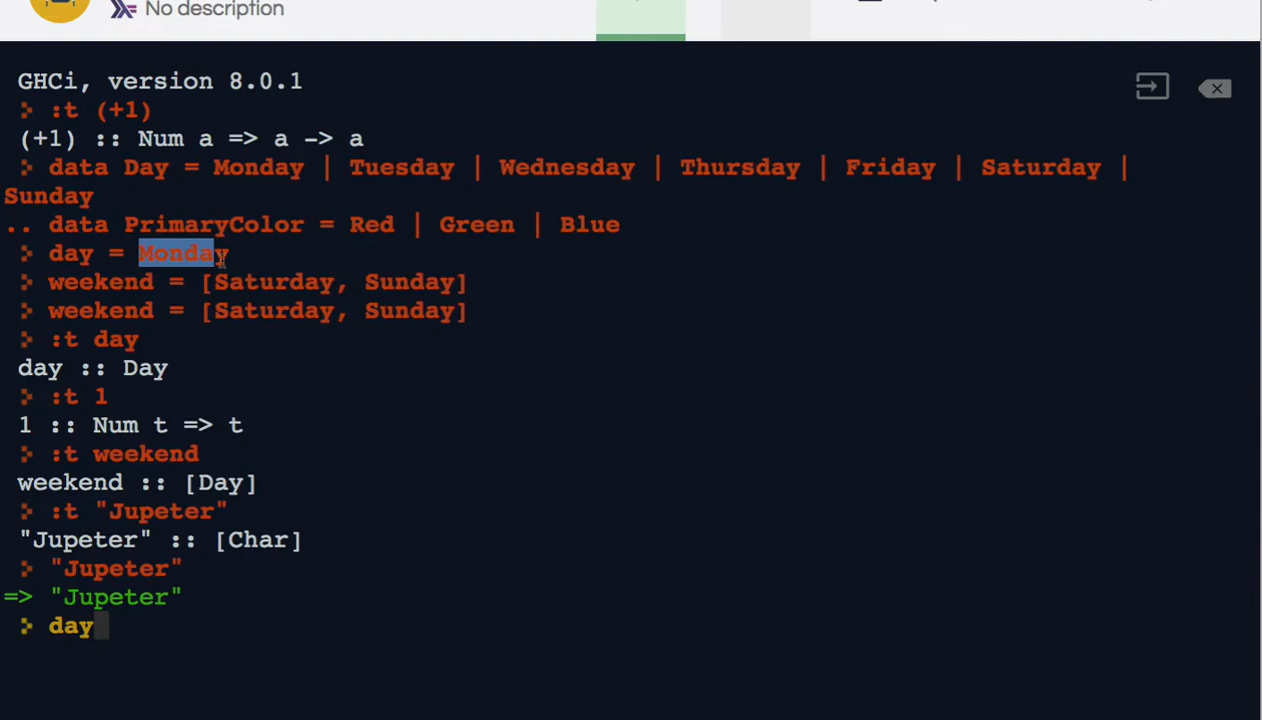 No description
GHCi, version 8.0.1
:t (+1)
(+1) :: Num a => a -> a
data Day = Monday | Tuesday | Wednesday | Thursday | Friday | Saturday |
Sunday
.. data PrimaryColor = Red | Green | Blue
day = Monday
weekend = [Saturday, Sunday]
weekend = [Saturday, Sunday]
:t day
day :: Day
:t 1
1 :: Num t => t
:t weekend
weekend :: [Day]
:t "Jupeter"
"Jupeter" :: [Char]
"Jupeter"
=> "Jupeter"
day